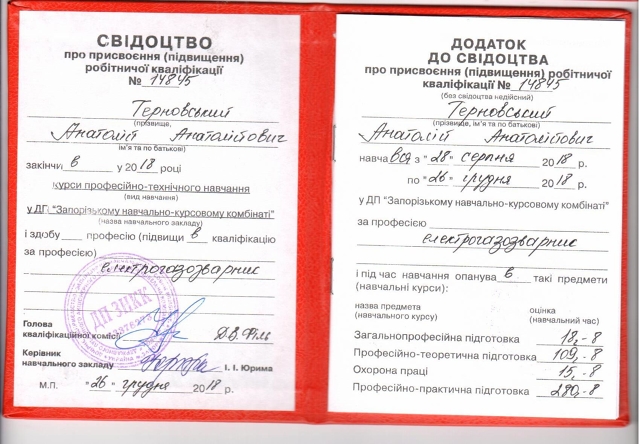 СВІДОЦТВО
про присвоєння (підвищення)
робітничої кваліфікації
№ 14845
Терновський
(прізвище,
Анатолій Анатолійович
ім'я та по батькові)
закінчив у 2018 році
курси професійно-технічного навчання
(вид навчання)
у ДП "Запорізькому навчально-курсовому комбінаті"
(назва навчального закладу)
і здобу професію (підвищив кваліфікацію
за професією)
електрогазозварник
ДП ЗНКК
Голова
кваліфікаційної комісії Д.В. Філь
Керівник
навчального закладу І. І. Юрима
М.П. "26" грудня 2018 р.
ДОДАТОК
ДО СВІДОЦТВА
про присвоєння (підвищення) робітничої
кваліфікації № 14845
(без свідоцтва недійсний)
Терновський
(прізвище, ім'я та по батькові)
Анатолій Анатолійович
навчався з "28" серпня 2018 р.
по "26" грудня 2018 р.
у ДП "Запорізькому навчально-курсовому комбінаті"
за професією
електрогазозварник
і під час навчання опанував такі предмети
(навчальні курси):
назва предмета оцінка
(навчального курсу) (навчальний час)
Загальнопрофесійна підготовка 18,-8
Професійно-теоретична підготовка 109,-8
Охорона праці 15,-8
Професійно-практична підготовка 280,-8